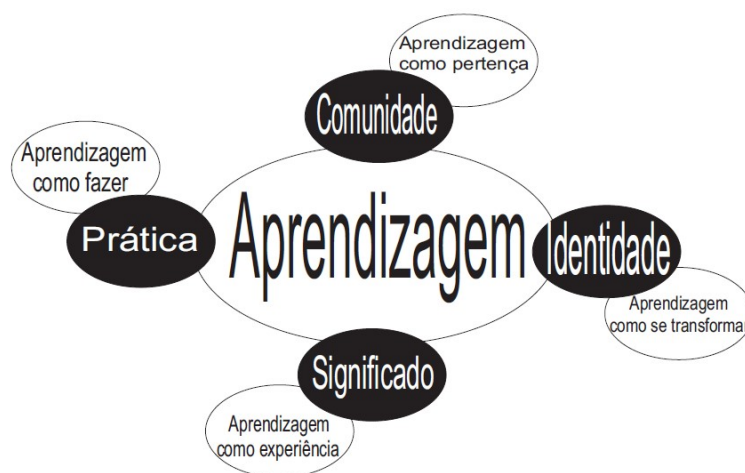 Aprendizagem
como pertença
Comunidade
Aprendizagem
como fazer
Prática
Aprendizagem
Identidade
Aprendizagem
como se transformar
Significado
Aprendizagem
como experiência